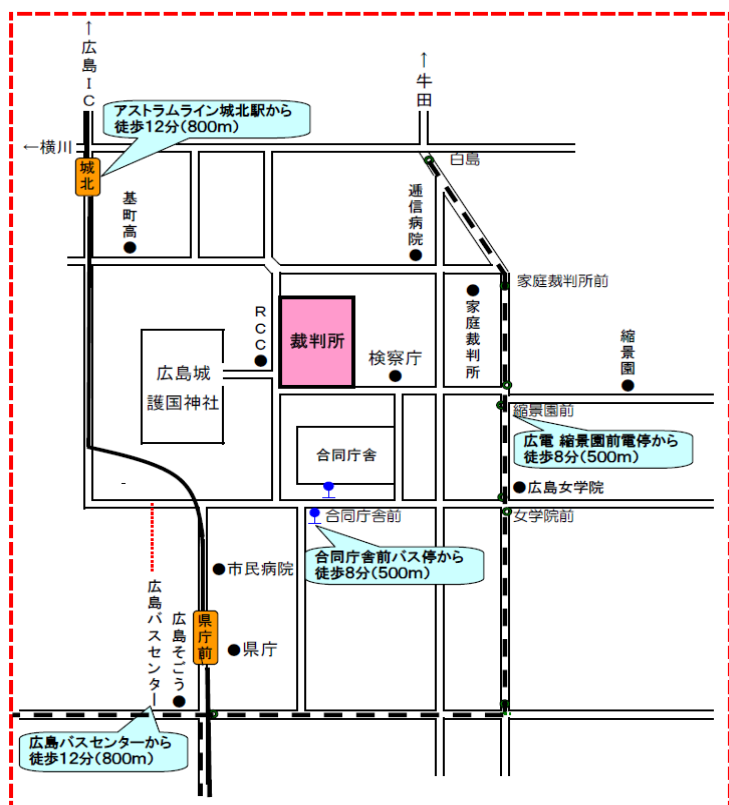 ↑広島IC
↑牛田
アストラムライン城北駅から
徒歩12分(800m)
←横川
城北
白島
基町高
逓信病院
家庭裁判所前
RCC
裁判所
家庭裁判所
縮景園
検察庁
広島城
護国神社
縮景園前
広電 縮景園前電停から
徒歩8分(500m)
合同庁舎
広島女学院
合同庁舎前
女学院前
合同庁舎前バス停から
徒歩8分(500m)
市民病院
広島バスセンター
広島そごう
県庁前
県庁
広島バスセンターから
徒歩12分(800m)